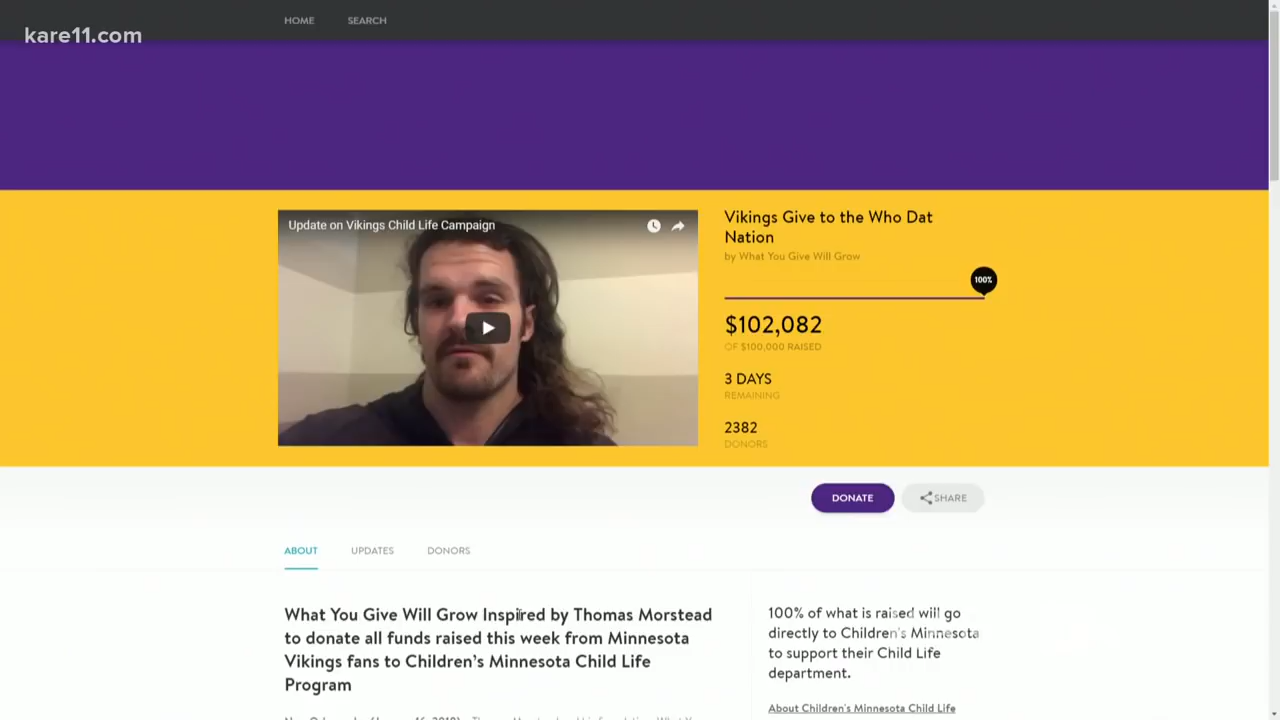 HOME SEARCH
kare11.com
Update on Vikings Child Life Campaign
Vikings Give to the Who Dat
Nation
by What You Give Will Grow
100%
$102,082
OF $100,000 RAISED
3 DAYS
REMAINING
2382
DONORS
DONATE SHARE
ABOUT UPDATES DONORS
What You Give Will Grow Inspired by Thomas Morstead
to donate all funds raised this week from Minnesota
Vikings fans to Children's Minnesota Child Life
Program
100% of what is raised will go
directly to Children's Minnesota
to support their Child Life
department.
About Children's Minnesota Child Life